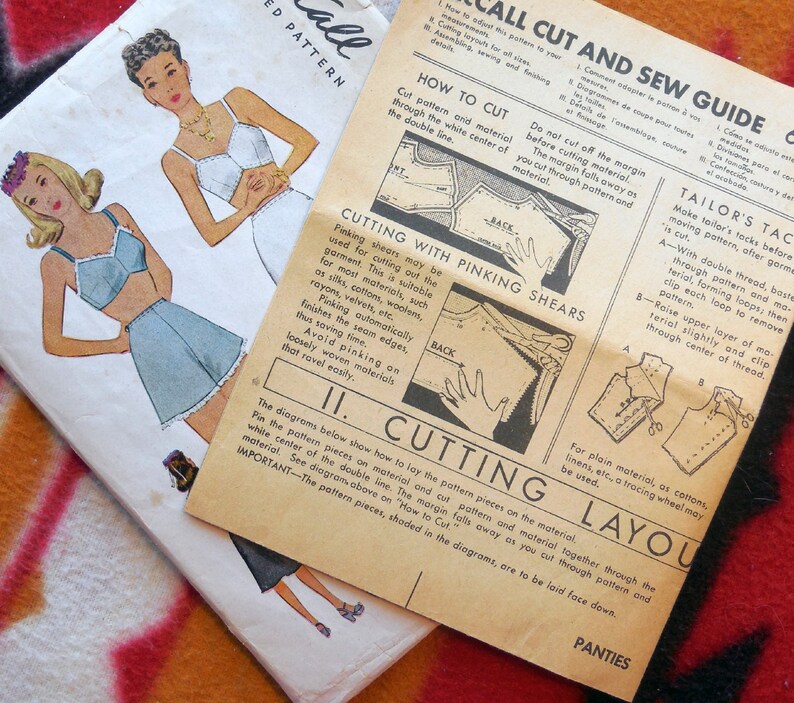 Call
ED PATTERN
CCALL CUT AND SEW GUIDE 6
I. How to adjust this pattern to your
measurements.
II. Cutting layouts for all sizes.
III. Assembling, sewing and finishing
details.
I. Comment adapter le patron à vos
mesures.
II. Diagrammes de coupe pour toutes
les tailles.
III. Détails de l'assemblage, couture
et finissage.
I. Cómo se adjusta este
medidas.
II. Divisiones para el cor
los tamaños.
III. Confección, costura y det
el acabado.
HOW TO CUT
Cut pattern and material
through the white center of
the double line.
Do not cut off the margin
before cutting material.
The margin falls away as
you cut through pattern and
material.
BACK
CUTTING WITH PINKING SHEARS
Pinking shears may be
used for cutting out the
garment. This is suitable
for most materials, such
as silks, cottons, woolens,
rayons, velvets, etc.
Pinking automatically
finishes the seam edges,
thus saving time.
Avoid pinking on
loosely woven materials
that ravel easily.
BACK
TAILOR'S TAC
Make tailor's tacks before
moving pattern, after garme
is cut.
A—With double thread, baste
through pattern and ma-
terial, forming loops; then
clip each loop to remove
pattern.
B—Raise upper layer of ma-
terial slightly and clip
through center of thread.
A
B
For plain material, as cottons,
linens, etc., a tracing wheel may
be used.
II. CUTTING LAYOU
The diagrams below show how to lay the pattern pieces on the material.
Pin the pattern pieces on material and cut pattern and material together through the
white center of the double line. The margin falls away as you cut through pattern and
material. See diagram above on "How to Cut."
IMPORTANT—The pattern pieces, shaded in the diagrams, are to be laid face down.
PANTIES